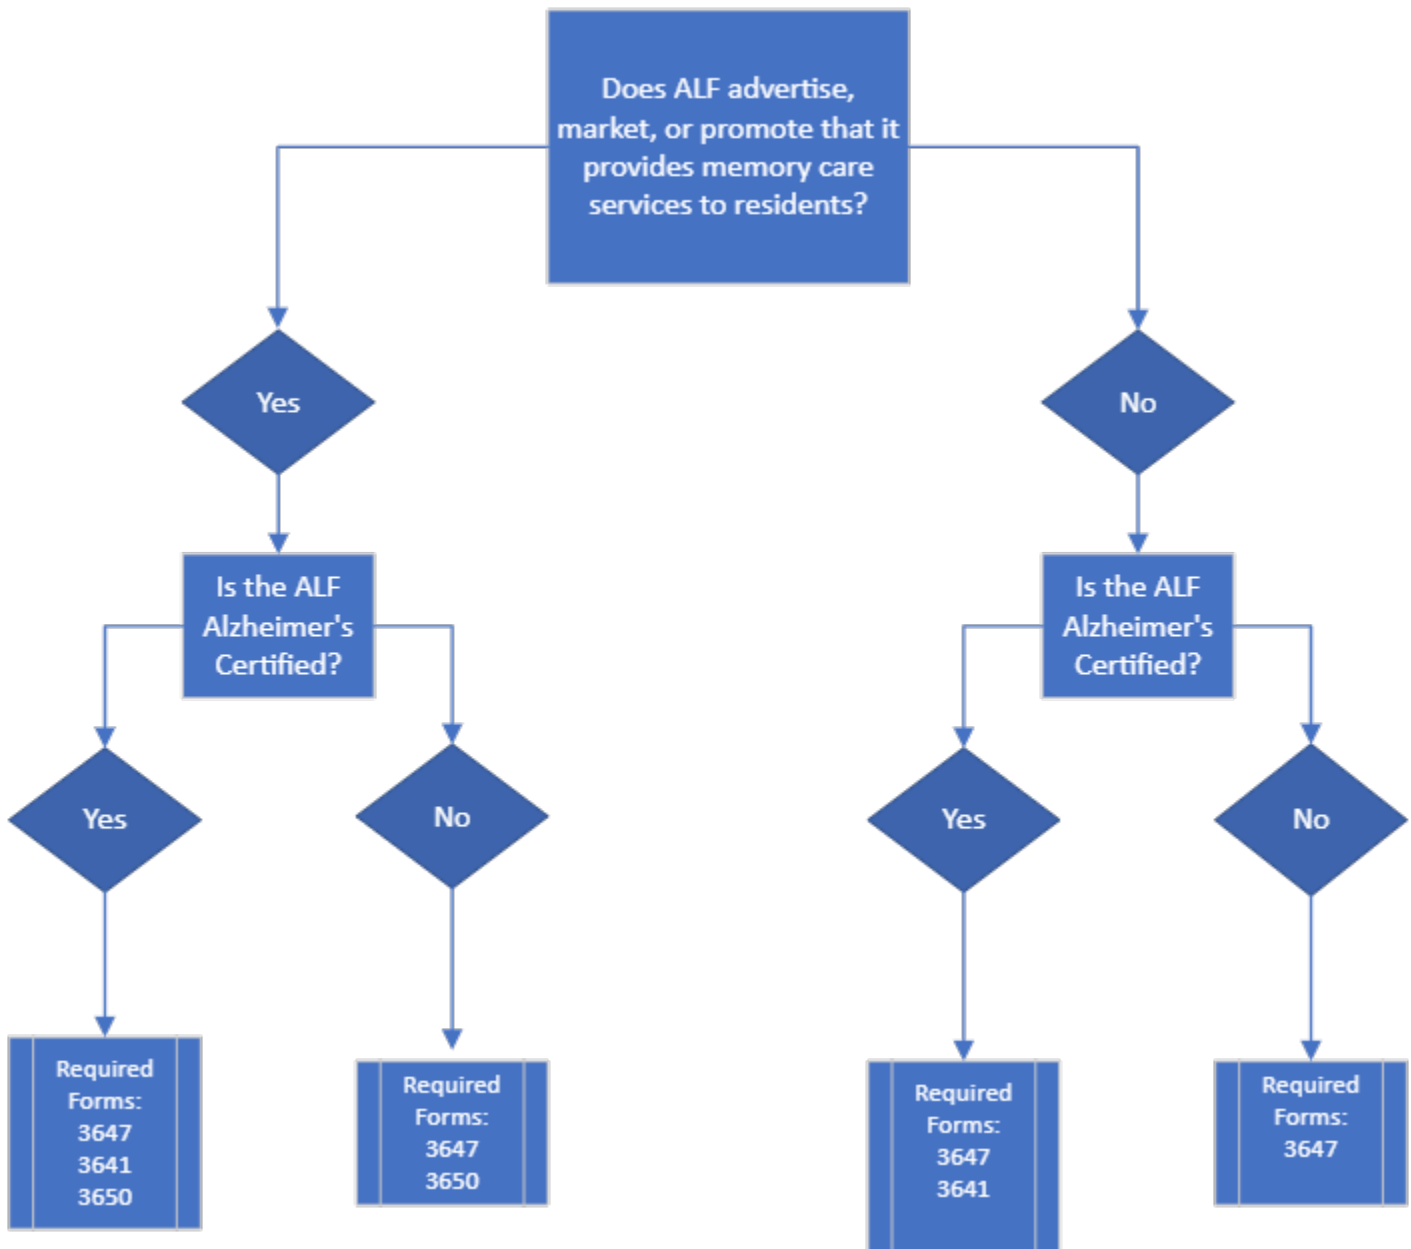 Does ALF advertise,
market, or promote that it
provides memory care
services to residents?
Yes
No
Is the ALF
Alzheimer's
Certified?
Is the ALF
Alzheimer's
Certified?
Yes
No
Yes
No
Required
Forms:
3647
3641
3650
Required
Forms:
3647
3650
Required
Forms:
3647
3641
Required
Forms:
3647